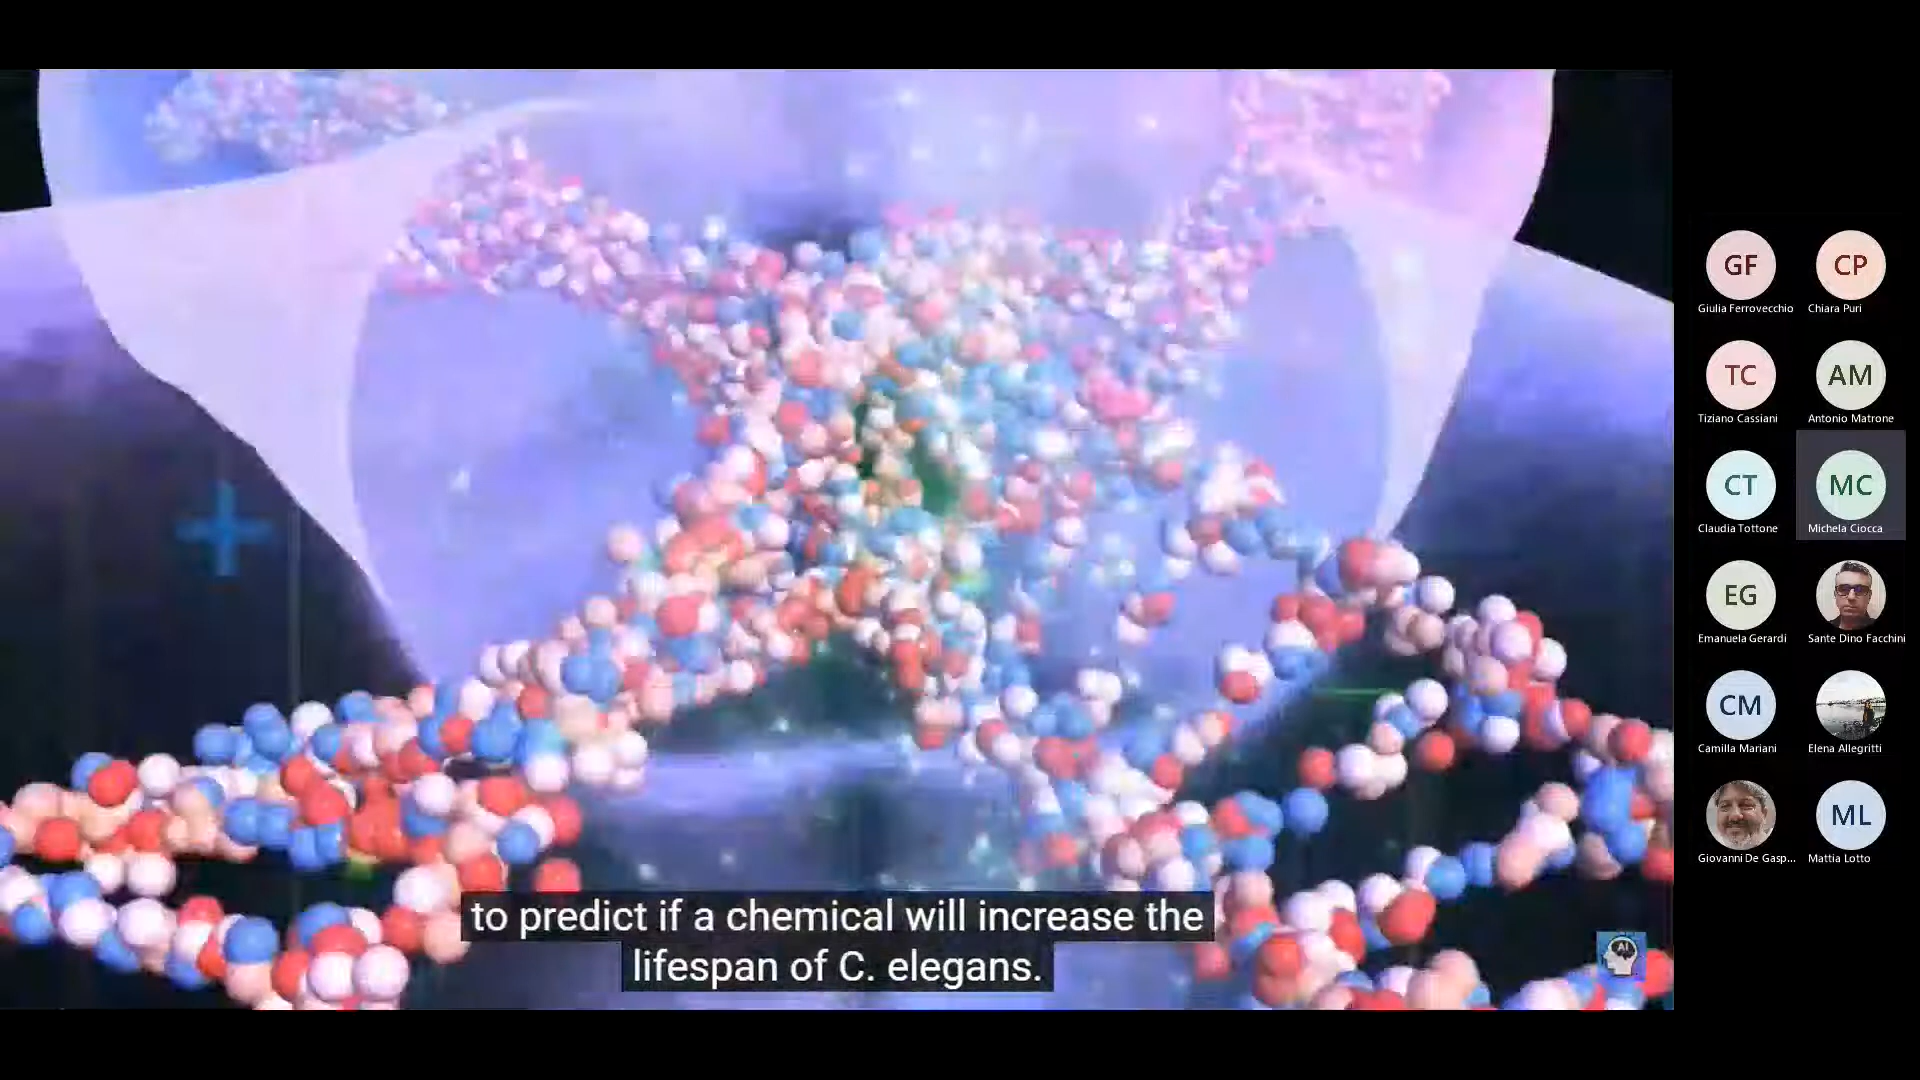 GF
CP
Giulia Ferrovecchio
Chiara Puri
TC
AM
Tiziano Cassiani
Antonio Matrone
CT
MC
Claudia Tottone
Michela Ciocca
EG
Emanuela Gerardi
Sante Dino Facchini
CM
Camilla Mariani
Elena Allegritti
ML
Giovanni De Gasp...
Mattia Lotto
to predict if a chemical will increase the
lifespan of C. elegans.
AI